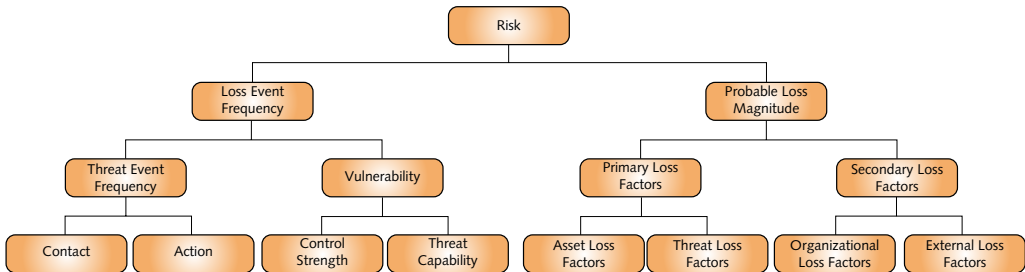 Risk
Loss Event
Frequency
Probable Loss
Magnitude
Threat Event
Frequency
Vulnerability
Primary Loss
Factors
Secondary Loss
Factors
Contact
Action
Control
Strength
Threat
Capability
Asset Loss
Factors
Threat Loss
Factors
Organizational
Loss Factors
External Loss
Factors